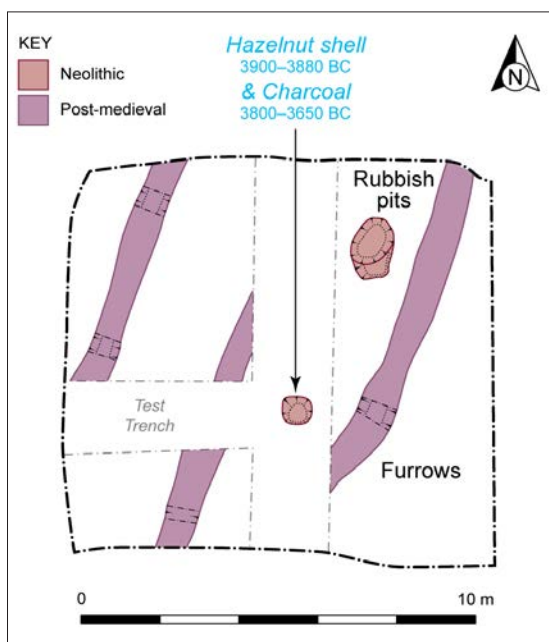 KEY
Neolithic
Post-medieval
Hazelnut shell
3900–3880 BC
& Charcoal
3800–3650 BC
N
Rubbish
pits
Test
Trench
Furrows
0
10 m